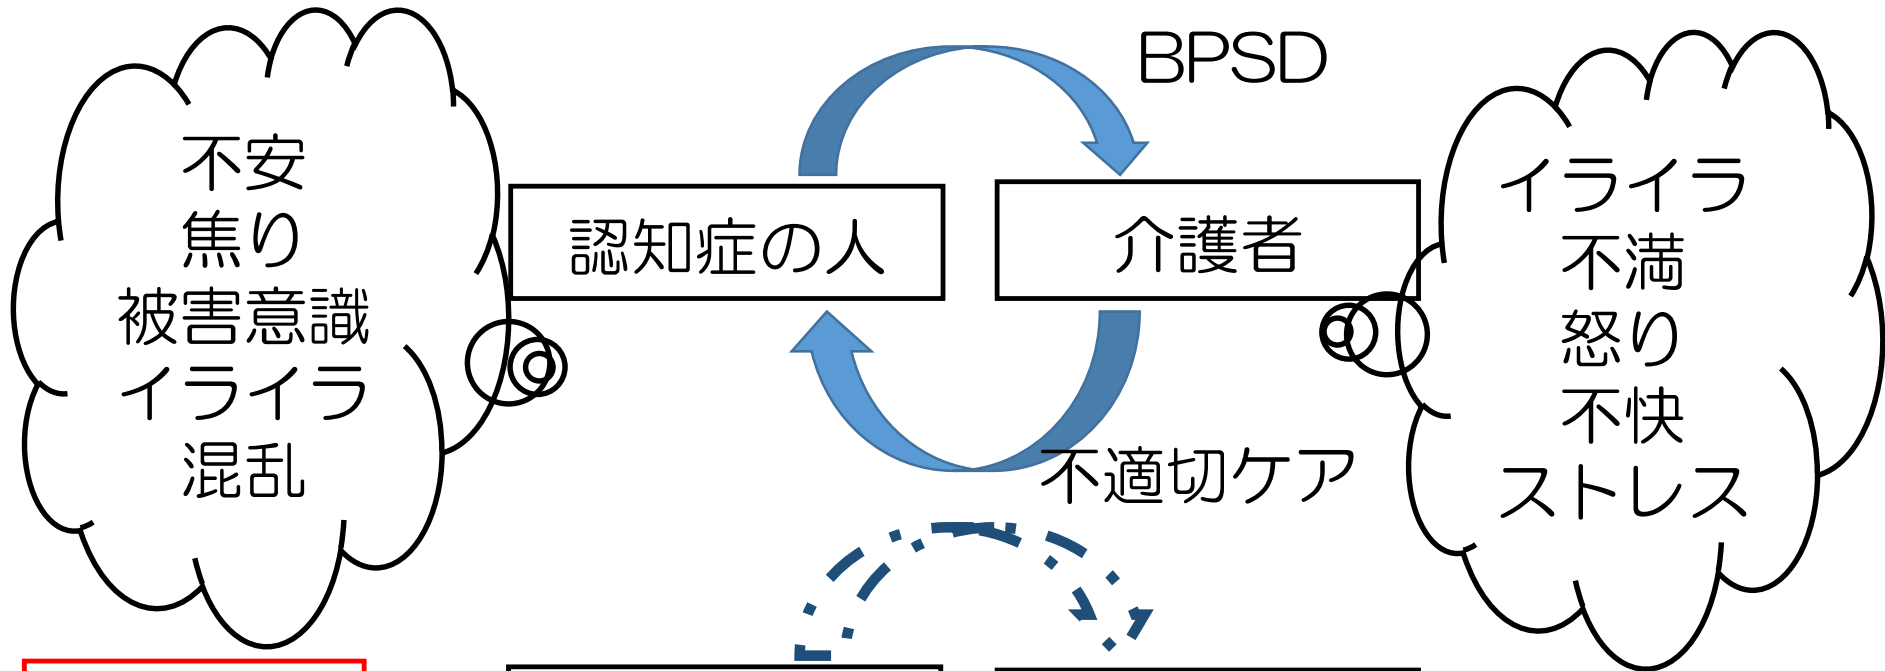 BPSD
不安
焦り
被害意識
イライラ
混乱
認知症の人
介護者
イライラ
不満
怒り
不快
ストレス
不適切ケア